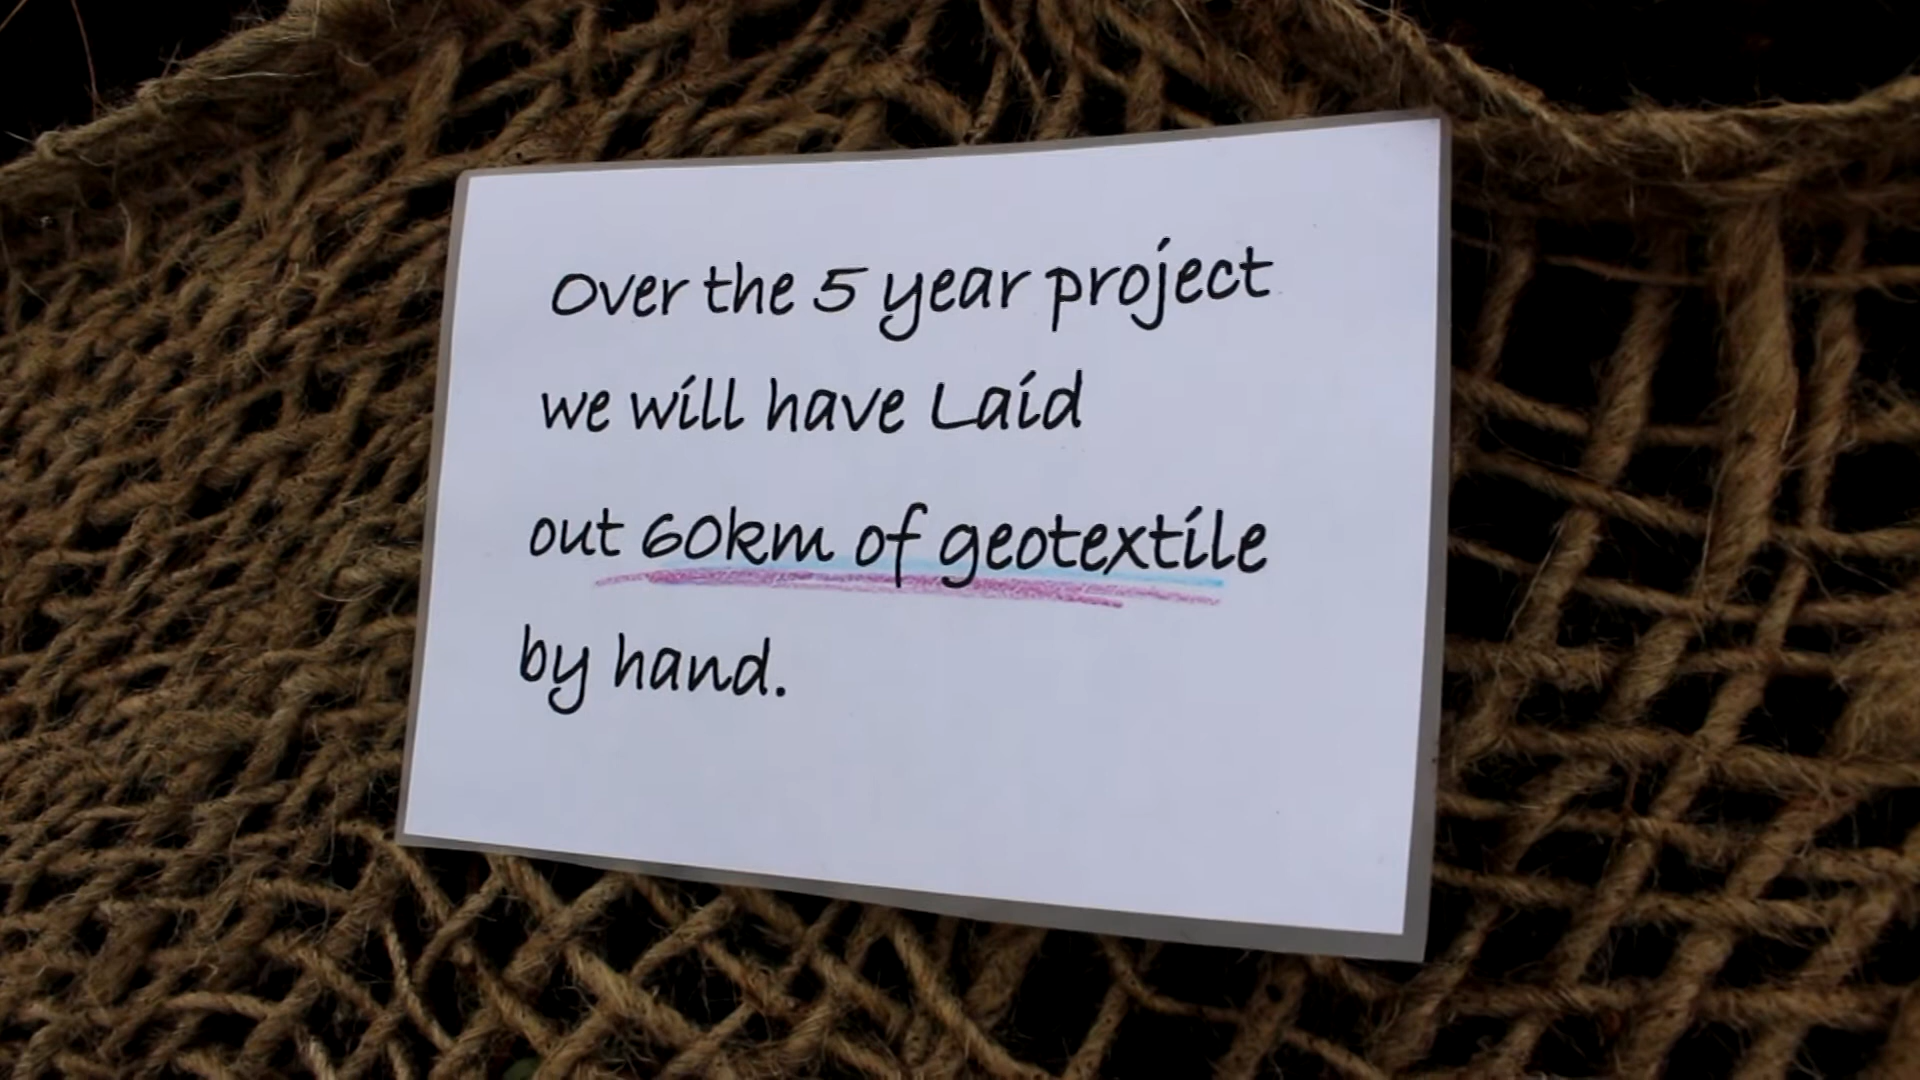 Over the 5 year project
we will have Laid
out 60km of geotextile
by hand.